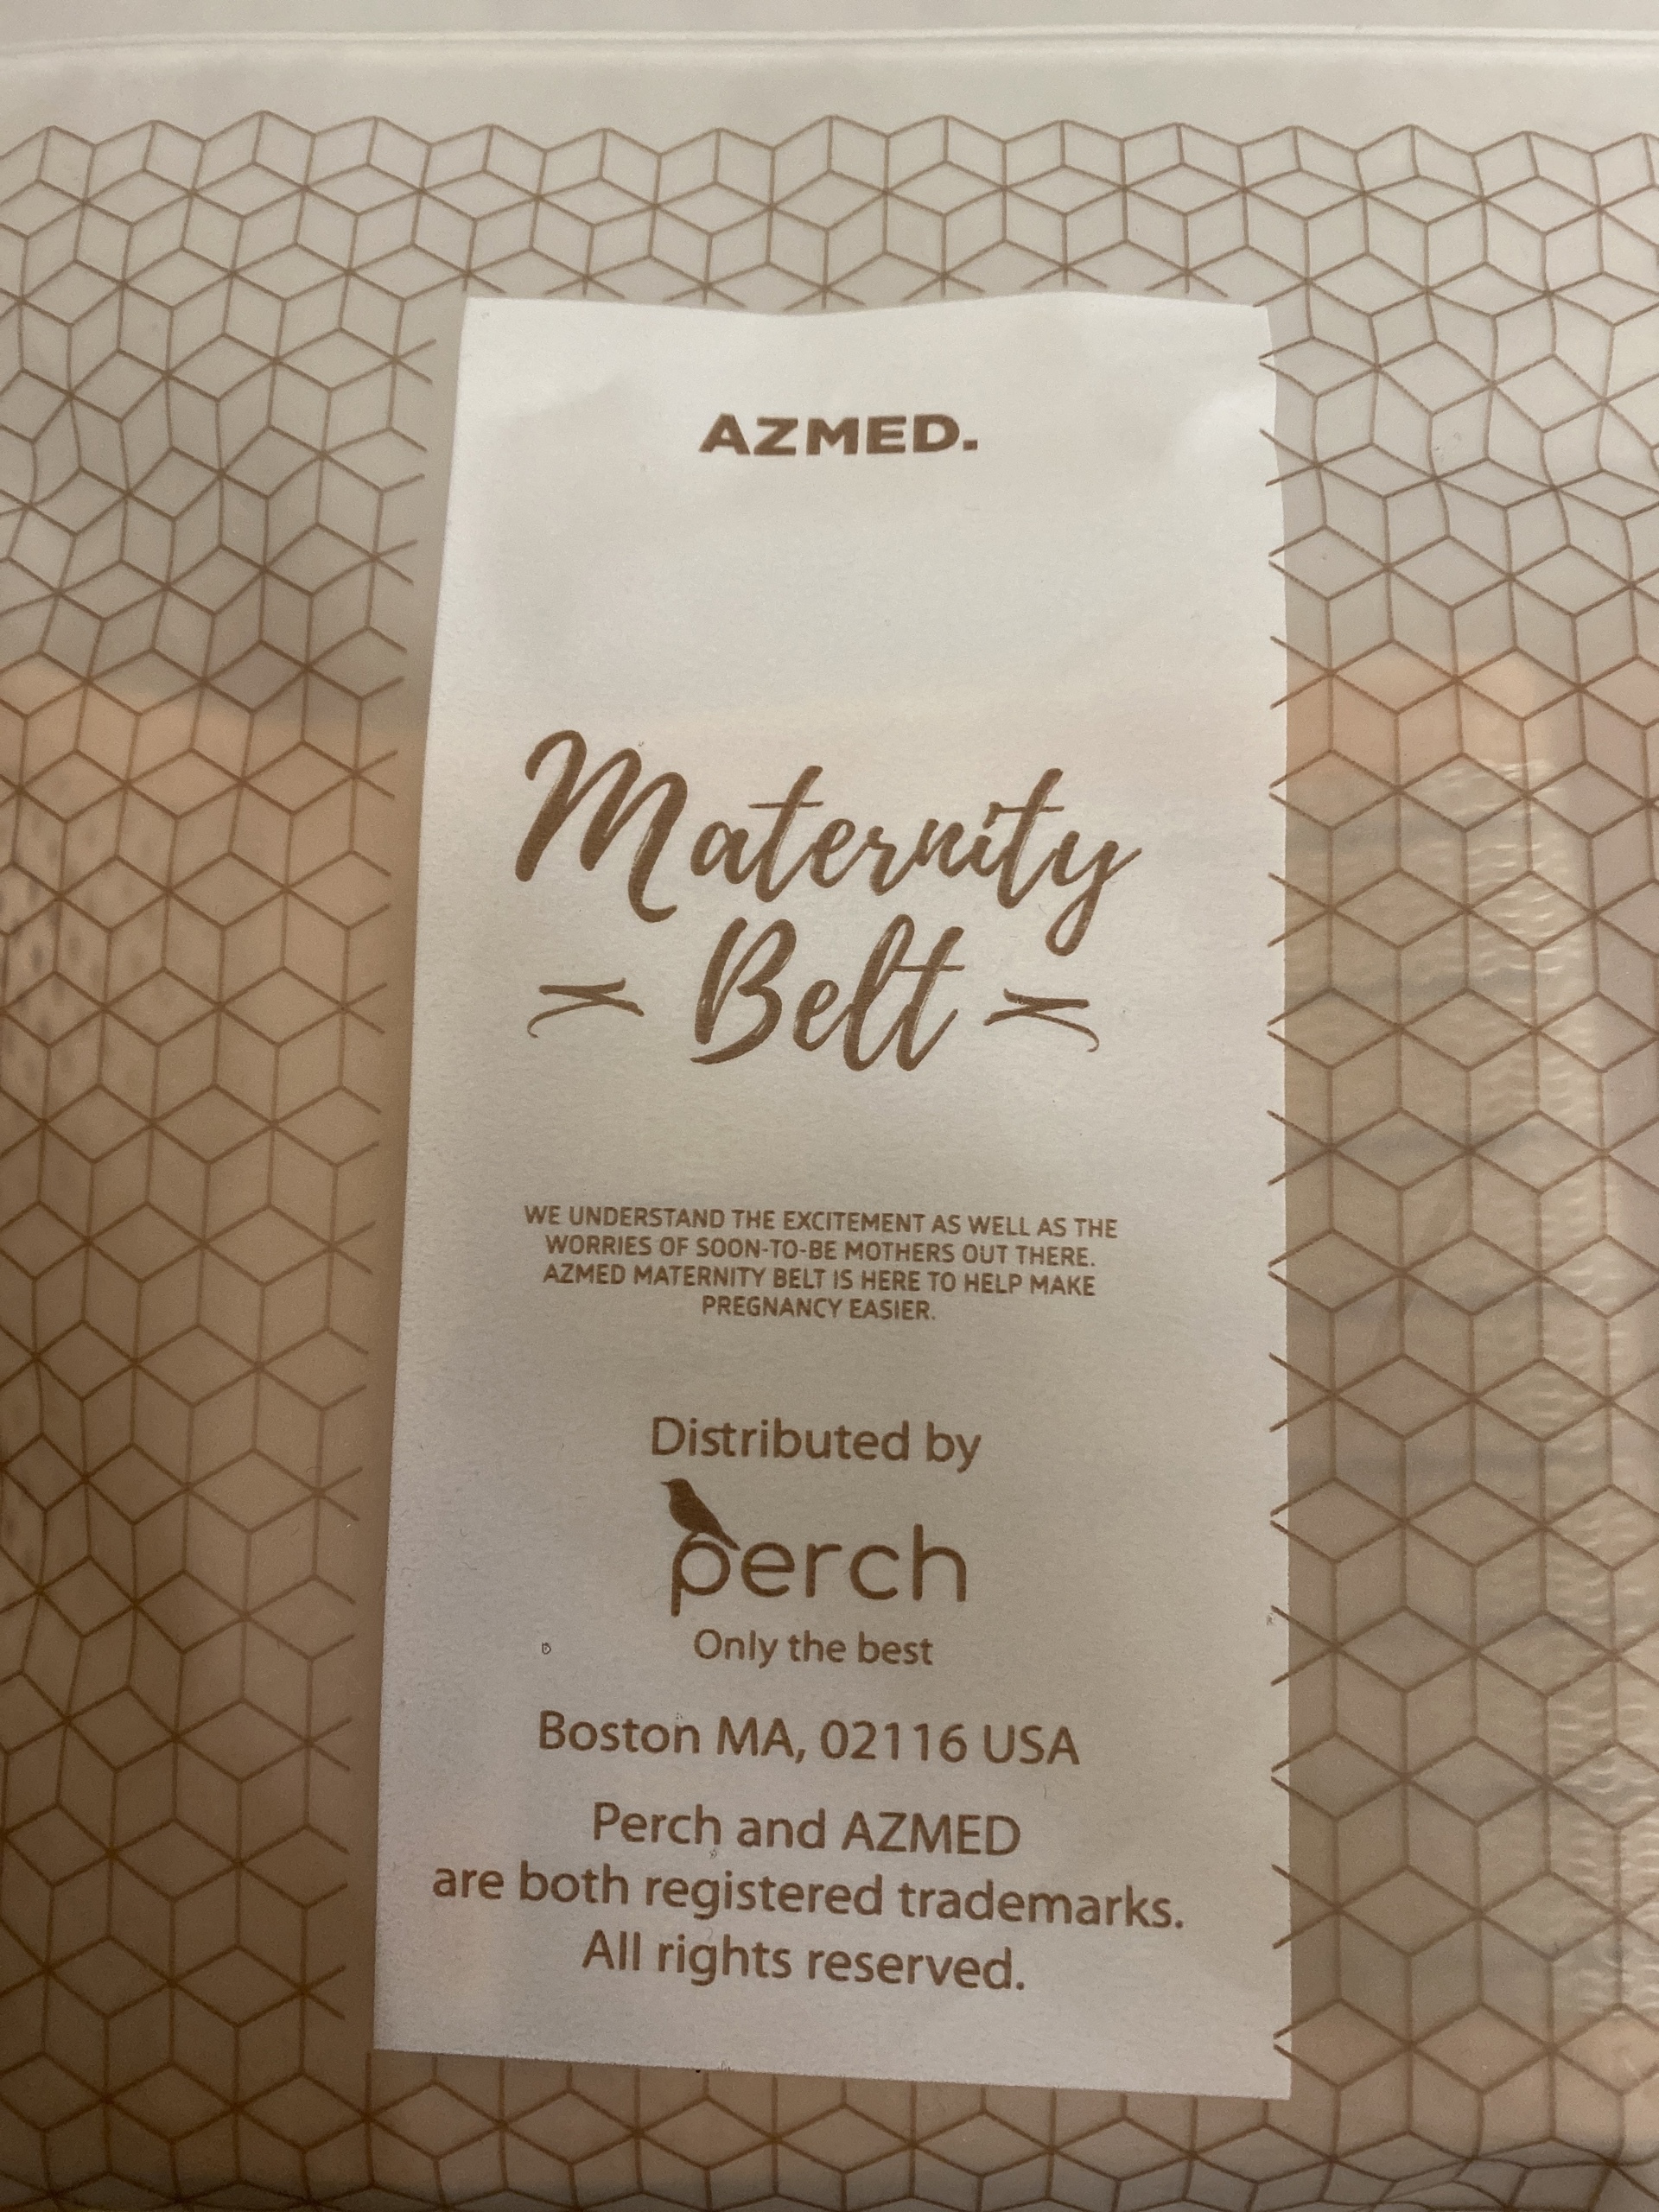 AZMED.
Maternity
Belt
WE UNDERSTAND THE EXCITEMENT AS WELL AS THE
WORRIES OF SOON-TO-BE MOTHERS OUT THERE.
AZMED MATERNITY BELT IS HERE TO HELP MAKE
PREGNANCY EASIER.
Distributed by
perch
Only the best
Boston MA, 02116 USA
Perch and AZMED
are both registered trademarks.
All rights reserved.